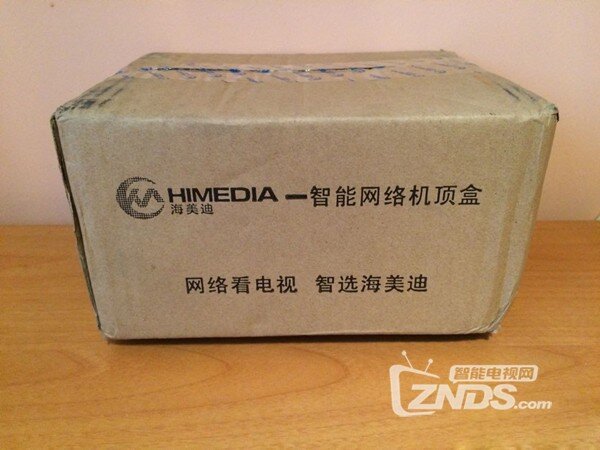 HIMEDIA — 智能网络机顶盒
海美迪
网络看电视 智选海美迪
智能电视网
ZNDS.com